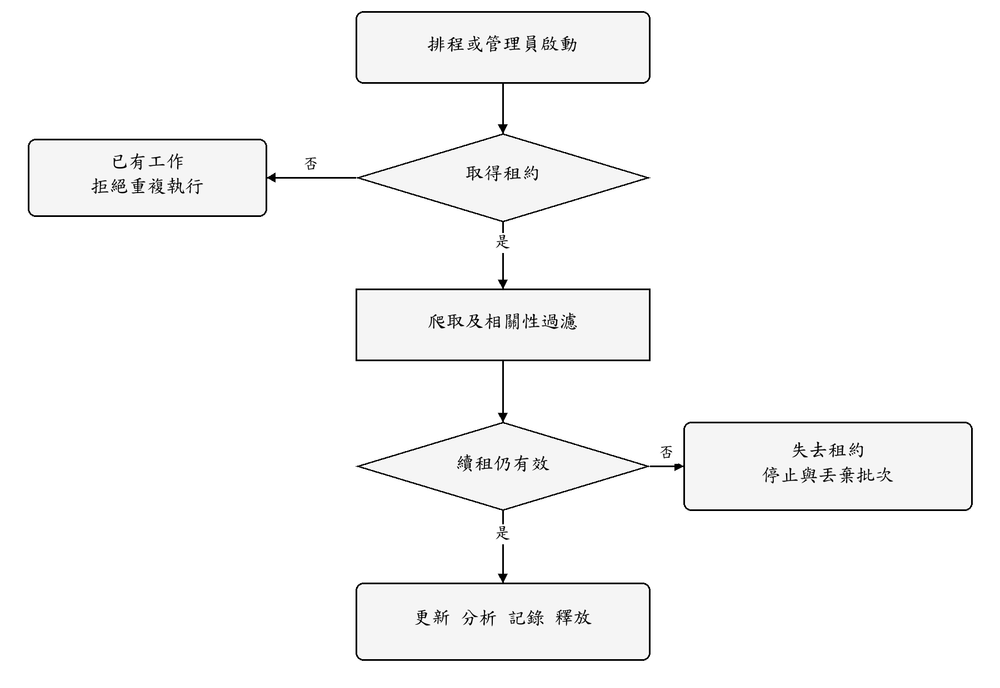 排程或管理員啟動
取得租約
否
已有工作
拒絕重複執行
是
爬取及相關性過濾
續租仍有效
否
失去租約
停止與丟棄批次
是
更新 分析 記錄 釋放